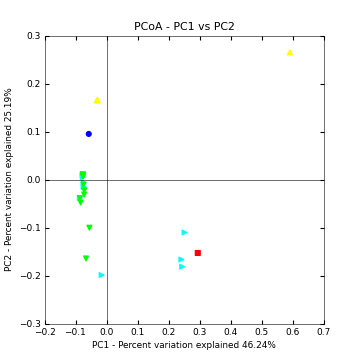 PCoA - PC1 vs PC2
0.3
0.2
0.1
0.0
−0.1
−0.2
−0.3
PC2 - Percent variation explained 25.19%
−0.2 −0.1 0.0 0.1 0.2 0.3 0.4 0.5 0.6 0.7
PC1 - Percent variation explained 46.24%